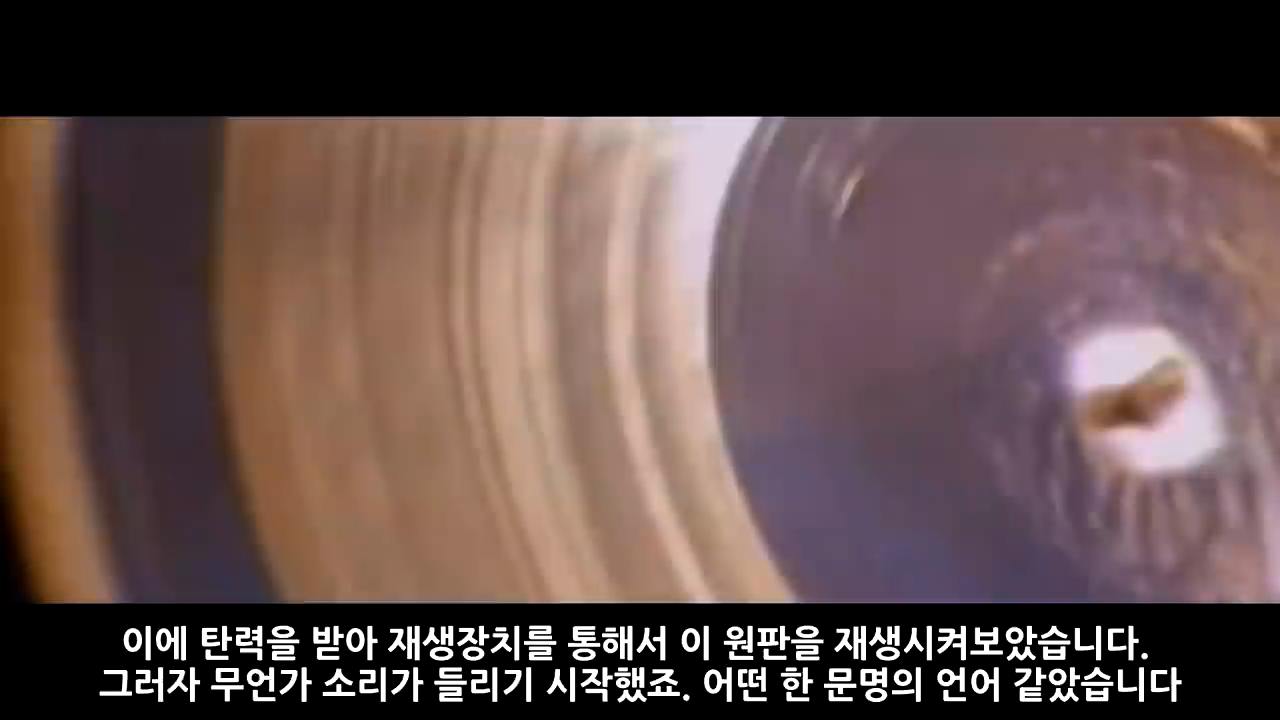 이에 탄력을 받아 재생장치를 통해서 이 원판을 재생시켜보았습니다.
그러자 무언가 소리가 들리기 시작했죠. 어떤 한 문명의 언어 같았습니다